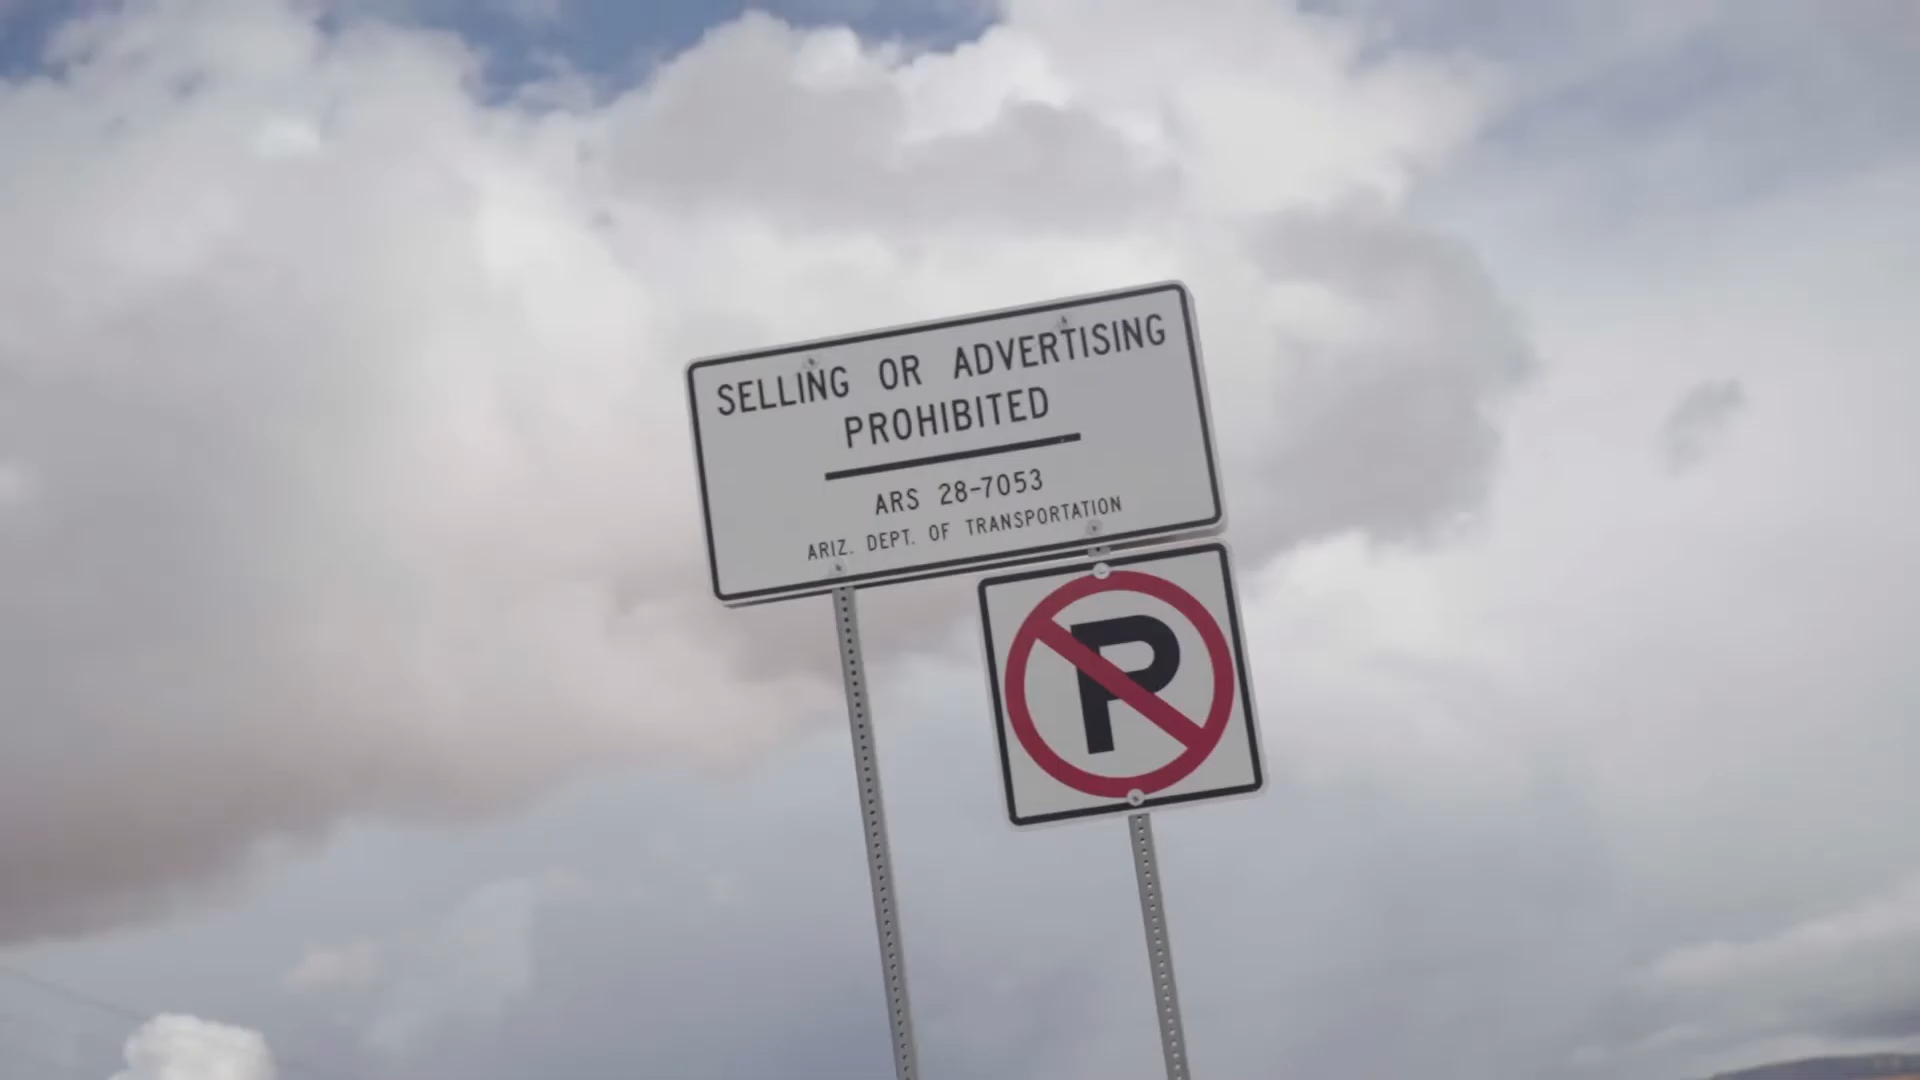 SELLING OR ADVERTISING
PROHIBITED
ARS 28-7053
ARIZ. DEPT. OF TRANSPORTATION
P